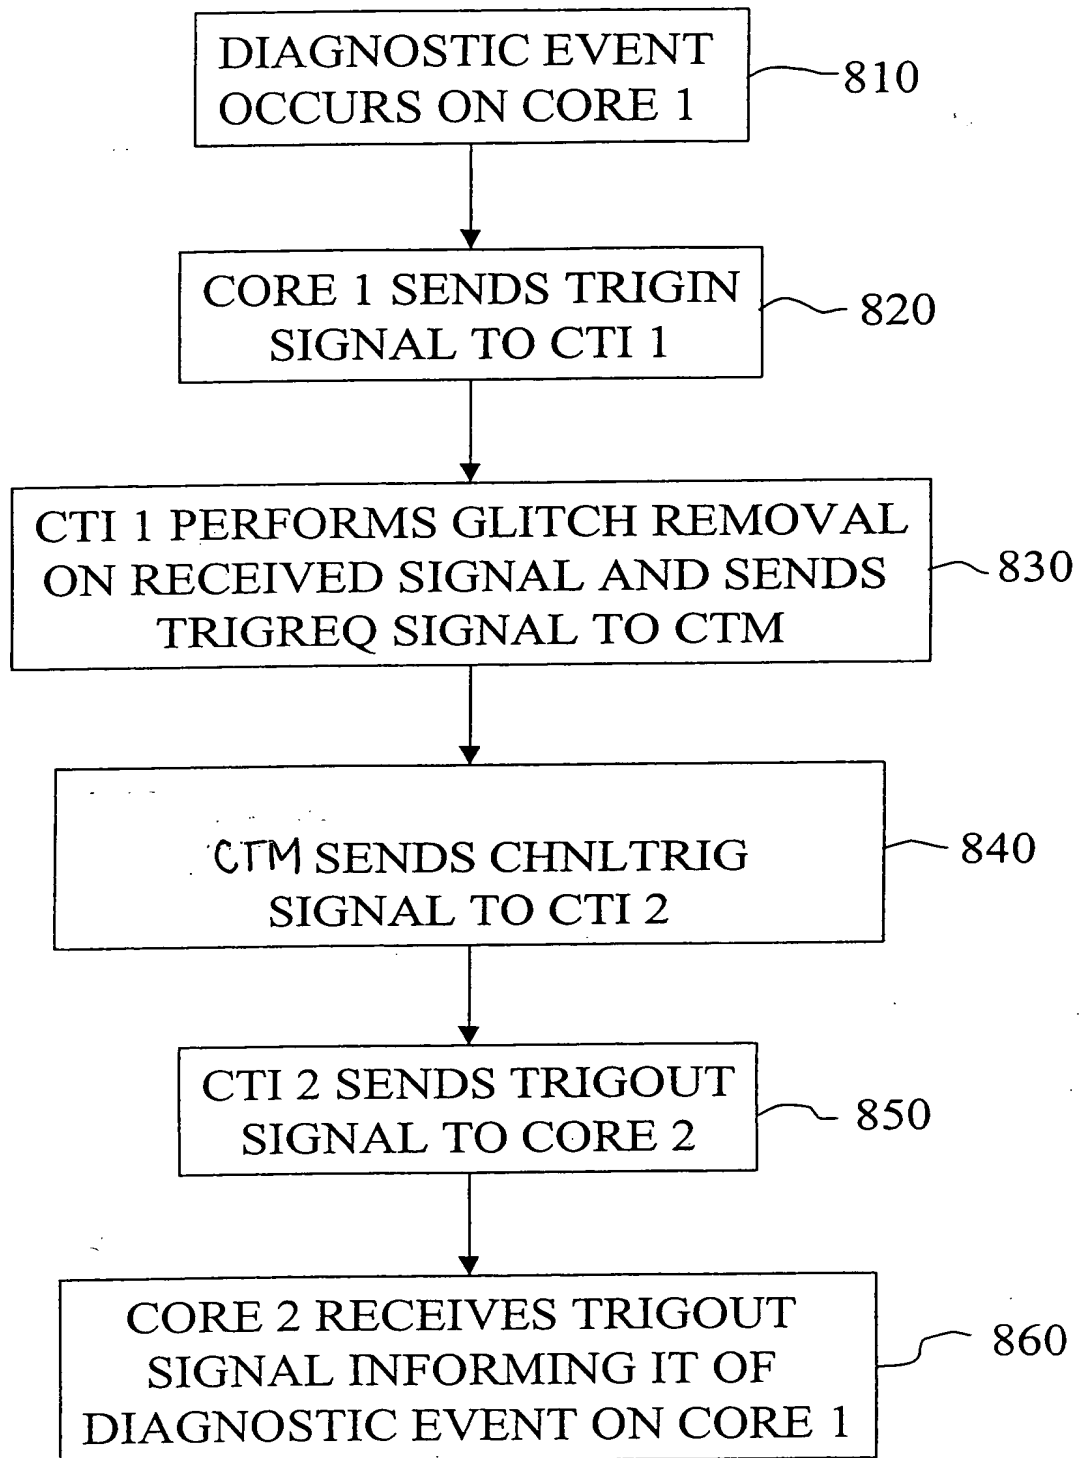 DIAGNOSTIC EVENT
OCCURS ON CORE 1
810
CORE 1 SENDS TRIGIN
SIGNAL TO CTI 1
820
CTI 1 PERFORMS GLITCH REMOVAL
ON RECEIVED SIGNAL AND SENDS
TRIGREQ SIGNAL TO CTM
830
CTM SENDS CHNLTRIG
SIGNAL TO CTI 2
840
CTI 2 SENDS TRIGOUT
SIGNAL TO CORE 2
850
CORE 2 RECEIVES TRIGOUT
SIGNAL INFORMING IT OF
DIAGNOSTIC EVENT ON CORE 1
860